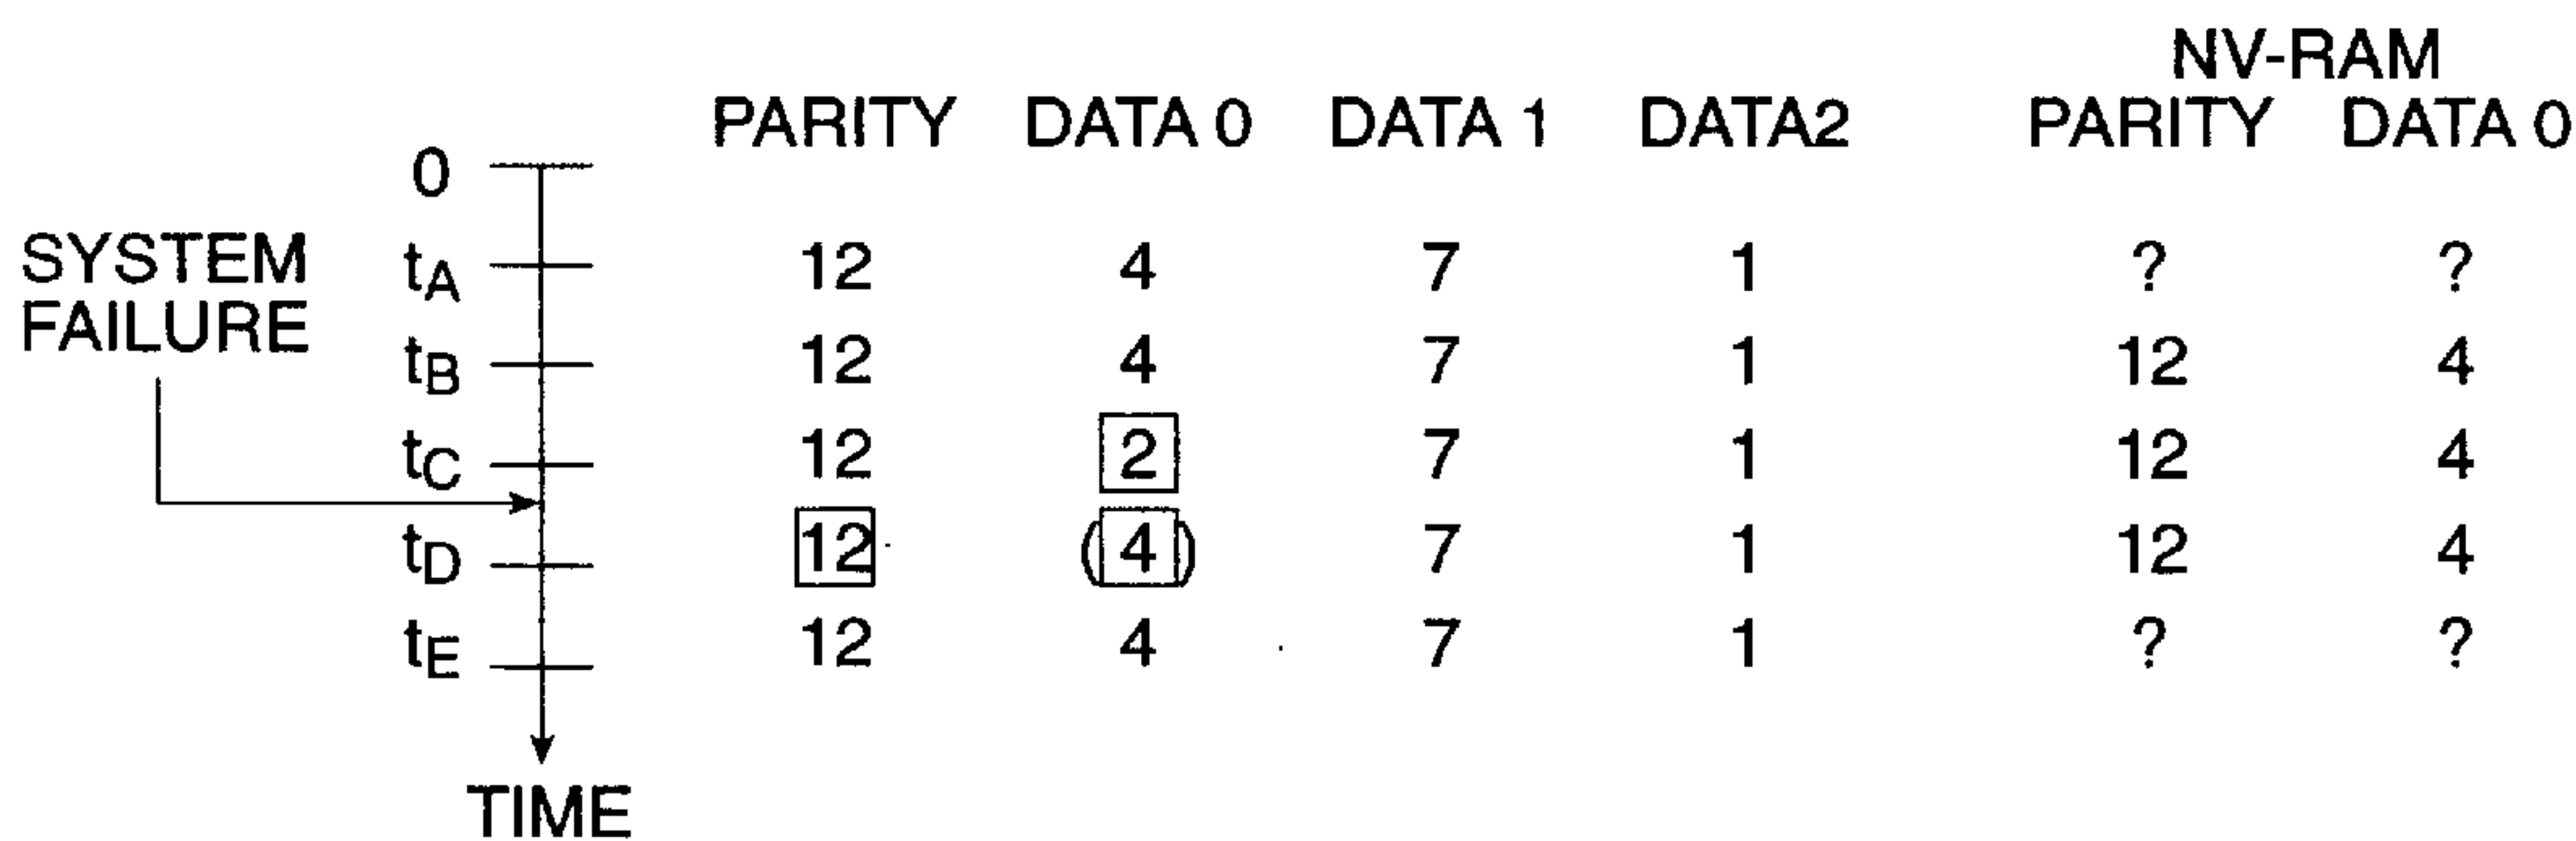 NV-RAM
PARITY DATA 0 DATA 1 DATA2 PARITY DATA 0
0
SYSTEM
FAILURE
tA 12 4 7 1 ? ?
tB 12 4 7 1 12 4
tC 12 2 7 1 12 4
tD 12 (4) 7 1 12 4
tE 12 4 7 1 ? ?
TIME